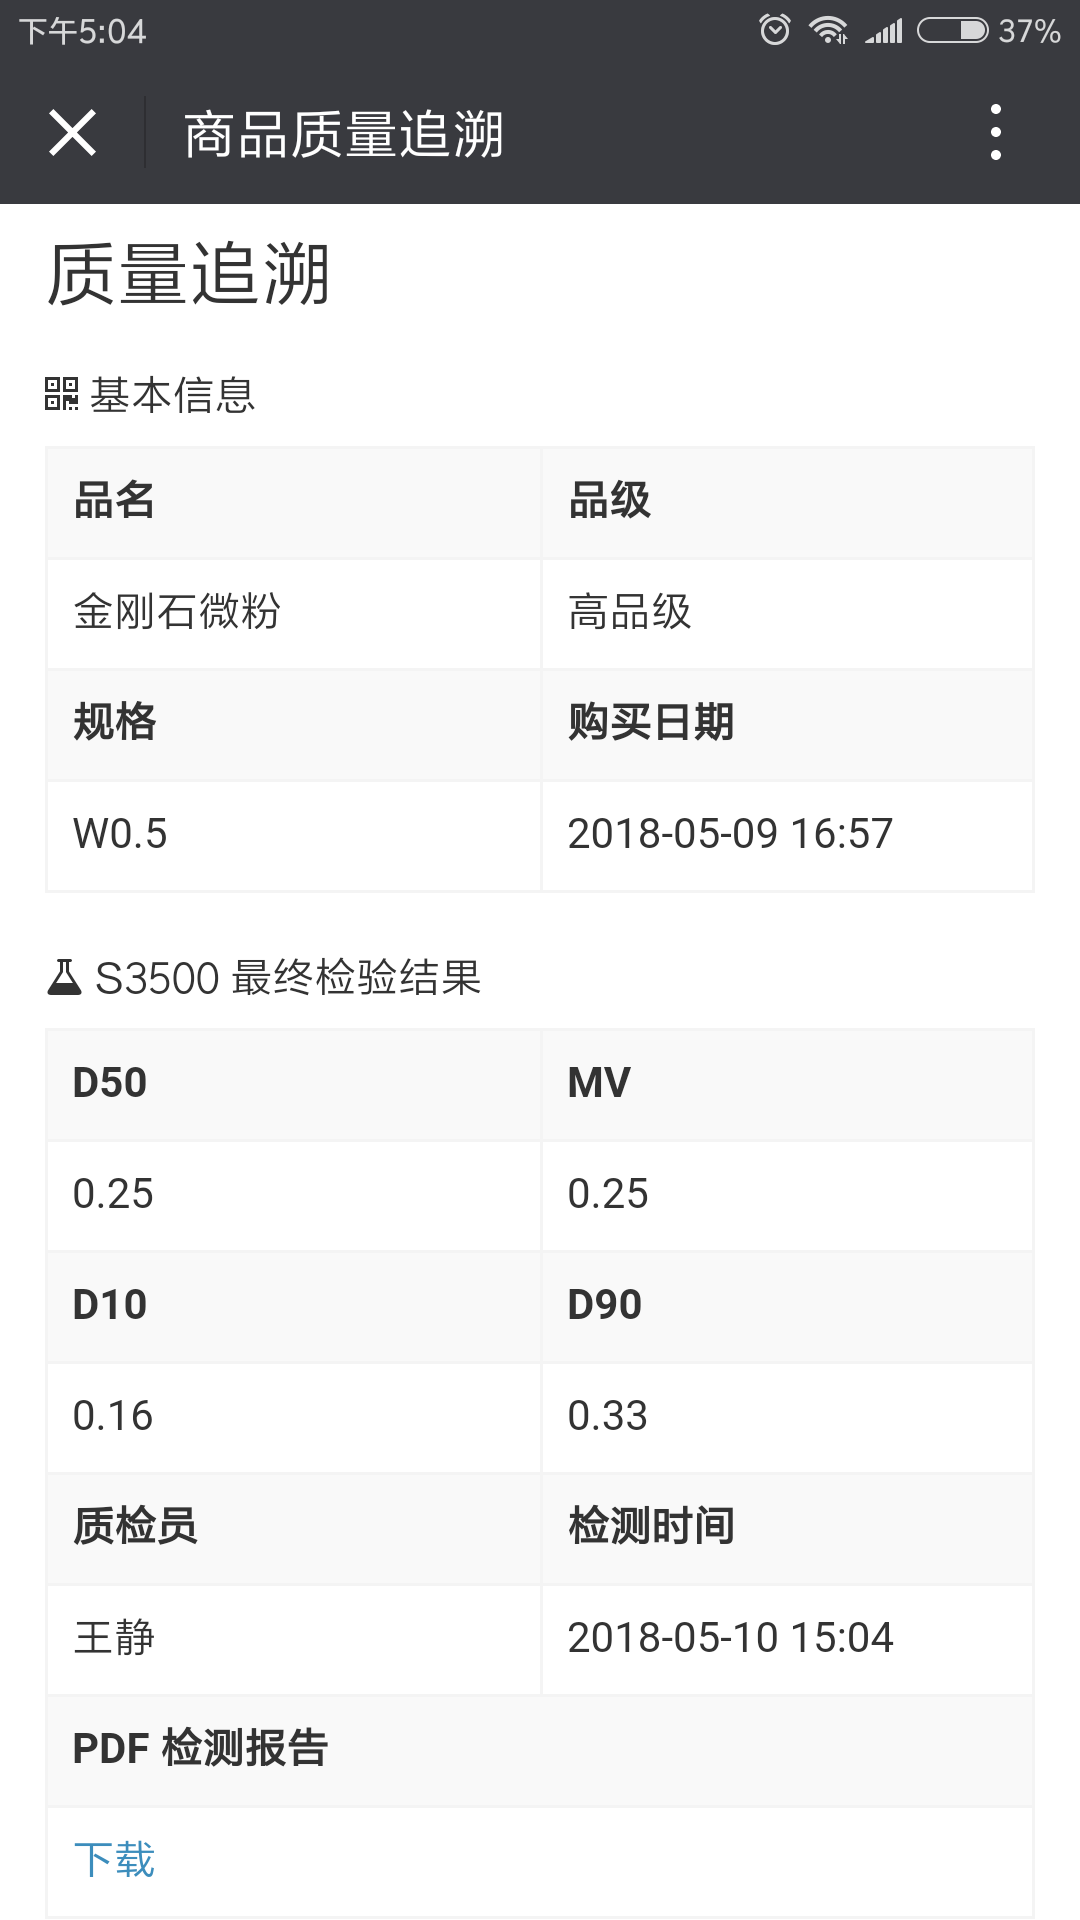 下午5:04
37%
商品质量追溯
质量追溯
基本信息
品名 品级
金刚石微粉 高品级
规格 购买日期
W0.5 2018-05-09 16:57
S3500 最终检验结果
D50 MV
0.25 0.25
D10 D90
0.16 0.33
质检员 检测时间
王静 2018-05-10 15:04
PDF 检测报告
下载